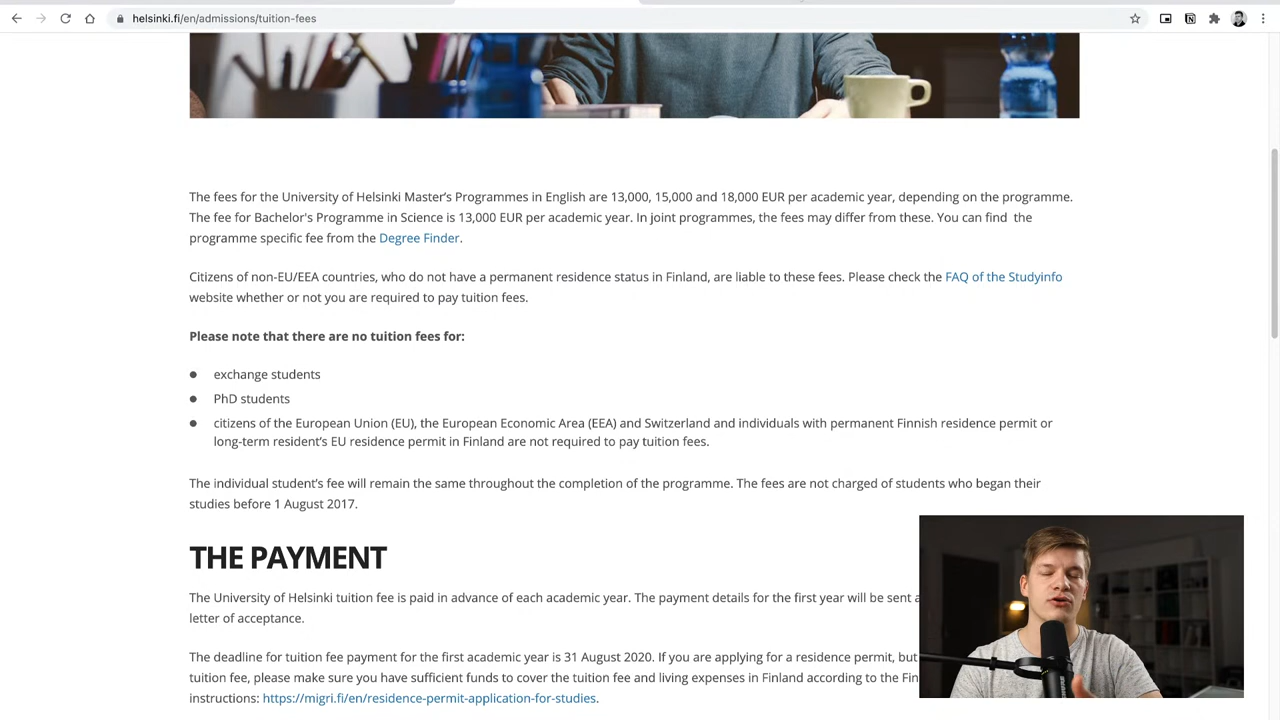 helsinki.fi/en/admissions/tuition-fees
The fees for the University of Helsinki Master's Programmes in English are 13,000, 15,000 and 18,000 EUR per academic year, depending on the programme.
The fee for Bachelor's Programme in Science is 13,000 EUR per academic year. In joint programmes, the fees may differ from these. You can find the
programme specific fee from the Degree Finder.
Citizens of non-EU/EEA countries, who do not have a permanent residence status in Finland, are liable to these fees. Please check the FAQ of the Studyinfo
website whether or not you are required to pay tuition fees.
Please note that there are no tuition fees for:
exchange students
PhD students
citizens of the European Union (EU), the European Economic Area (EEA) and Switzerland and individuals with permanent Finnish residence permit or
long-term resident's EU residence permit in Finland are not required to pay tuition fees.
The individual student's fee will remain the same throughout the completion of the programme. The fees are not charged of students who began their
studies before 1 August 2017.
THE PAYMENT
The University of Helsinki tuition fee is paid in advance of each academic year. The payment details for the first year will be sent
letter of acceptance.
The deadline for tuition fee payment for the first academic year is 31 August 2020. If you are applying for a residence permit, but
tuition fee, please make sure you have sufficient funds to cover the tuition fee and living expenses in Finland according to the
instructions: https://migri.fi/en/residence-permit-application-for-studies.